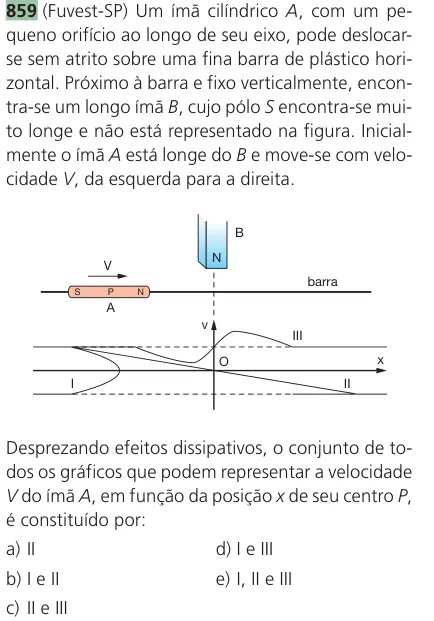 859 (Fuvest-SP) Um ímã cilíndrico A, com um pe-
queno orifício ao longo de seu eixo, pode deslocar-
se sem atrito sobre uma fina barra de plástico hori-
zontal. Próximo à barra e fixo verticalmente, encon-
tra-se um longo ímã B, cujo pólo S encontra-se mui-
to longe e não está representado na figura. Inicial-
mente o ímã A está longe do B e move-se com velo-
cidade V, da esquerda para a direita.
B
N
V
barra
S P N
A
v
III
O
x
I
II
Desprezando efeitos dissipativos, o conjunto de to-
dos os gráficos que podem representar a velocidade
V do ímã A, em função da posição x de seu centro P,
é constituído por:
a) II
d) I e III
b) I e II
e) I, II e III
c) II e III